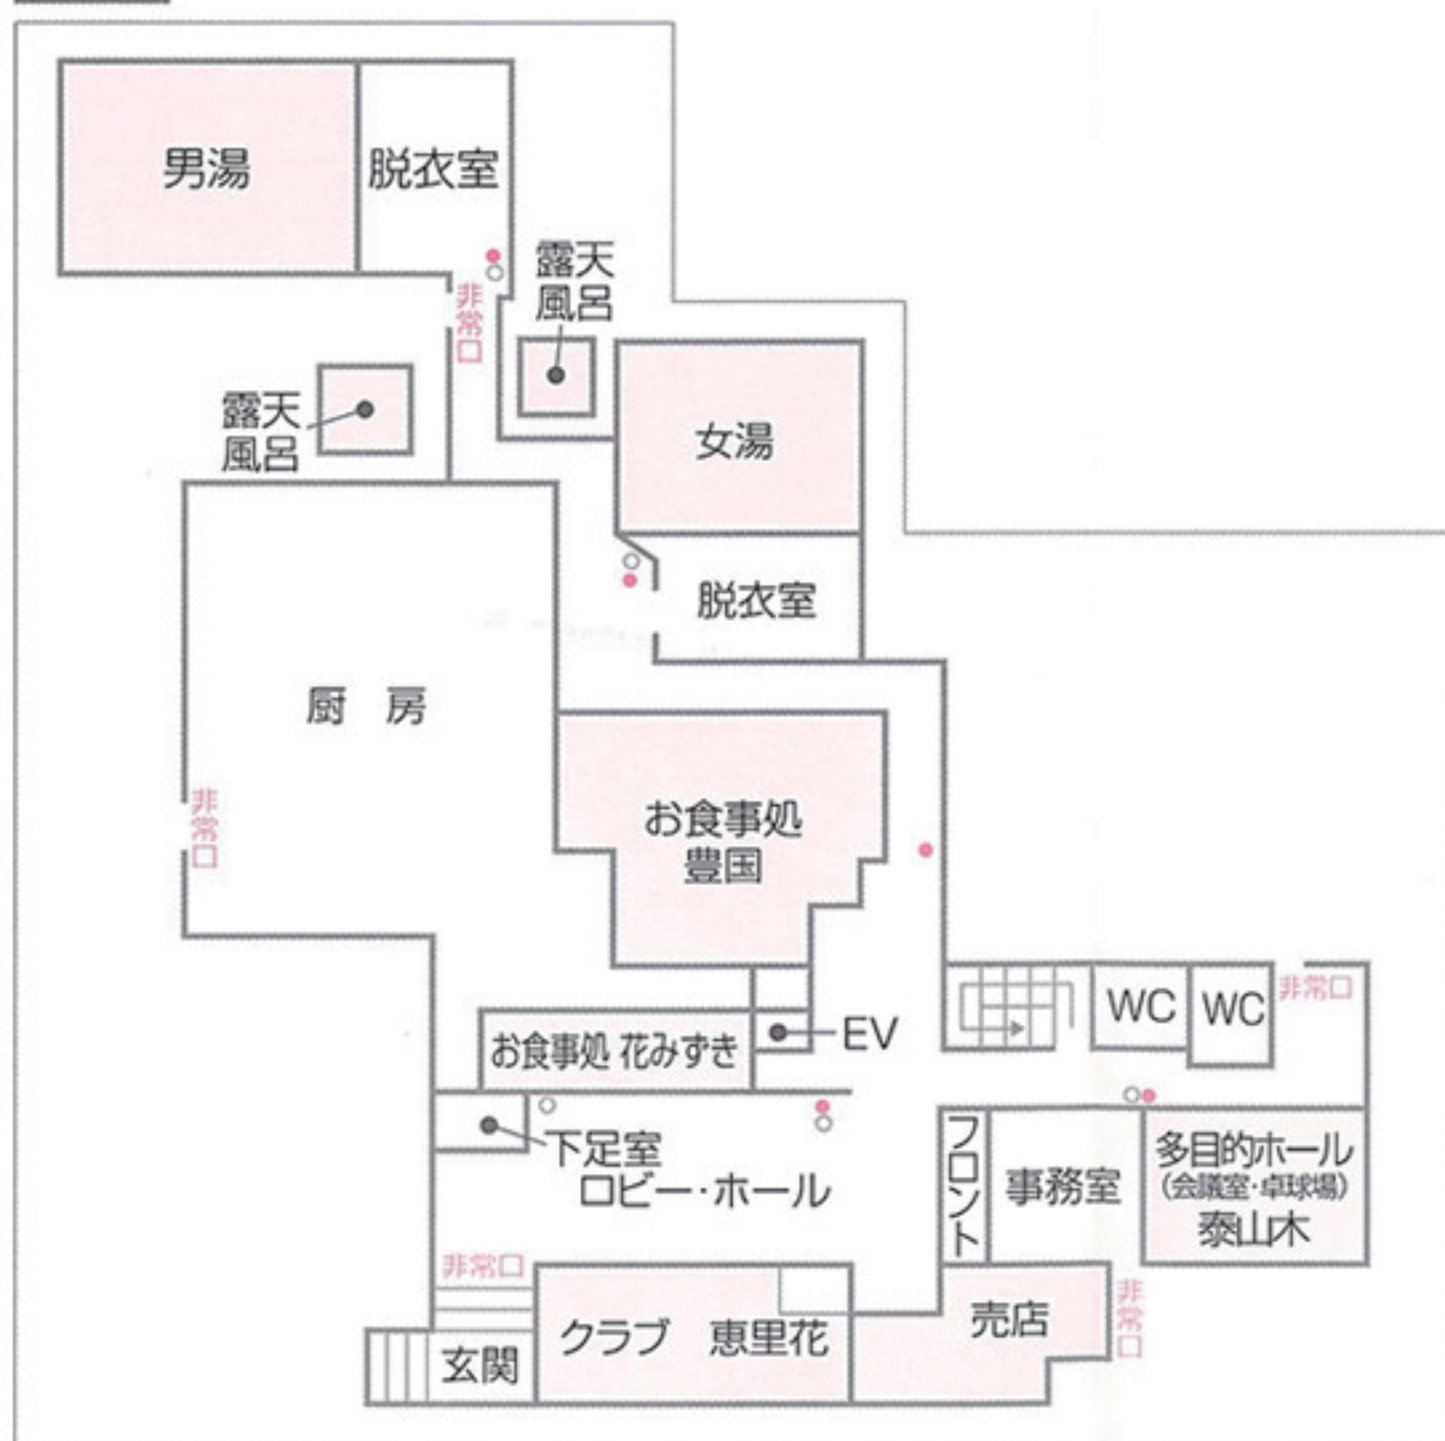 男湯
脱衣室
露天
風呂
非常口
露天
風呂
女湯
脱衣室
厨 房
非常口
お食事処
豊国
EV
お食事処 花みずき
WC
WC
非常口
下足室
ロビー・ホール
フロント
事務室
多目的ホール
(会議室・卓球場)
泰山木
非常口
クラブ 恵里花
売店
非常口
玄関